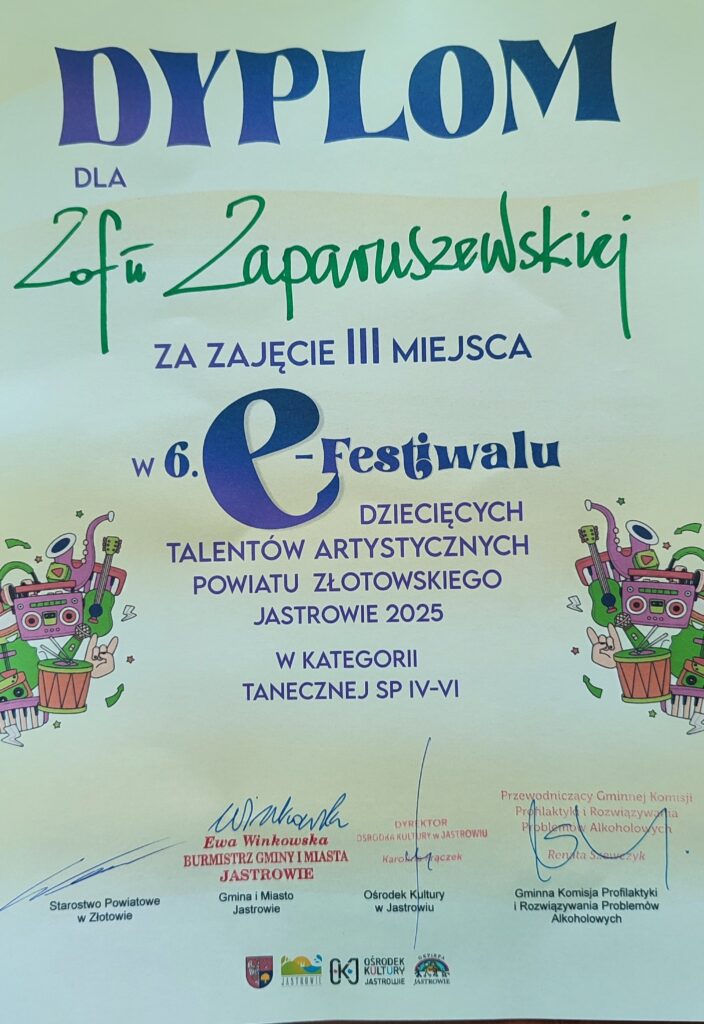 DYPLOM
DLA
Zofii Zaparuszewskiej
ZA ZAJĘCIE III MIEJSCA
w 6. e-Festiwalu
DZIECIĘCYCH
TALENTÓW ARTYSTYCZNYCH
POWIATU ZŁOTOWSKIEGO
JASTROWIE 2025
W KATEGORII
TANECZNEJ SP IV-VI
Winkowska
Ewa Winkowska
BURMISTRZ GMINY I MIASTA
JASTROWIE
DYREKTOR
OŚRODKA KULTURY w JASTROWIU
Przewodniczący Gminnej Komisji
Profilaktyki i Rozwiązywania
Problemów Alkoholowych
Renata Szewczyk
Starostwo Powiatowe
w Złotowie
Gmina i Miasto
Jastrowie
Ośrodek Kultury
w Jastrowiu
Gminna Komisja Profilaktyki
i Rozwiązywania Problemów
Alkoholowych
JASTROWIE
OŚRODEK
KULTURY
JASTROWIE
GKPIRPA
JASTROWIE